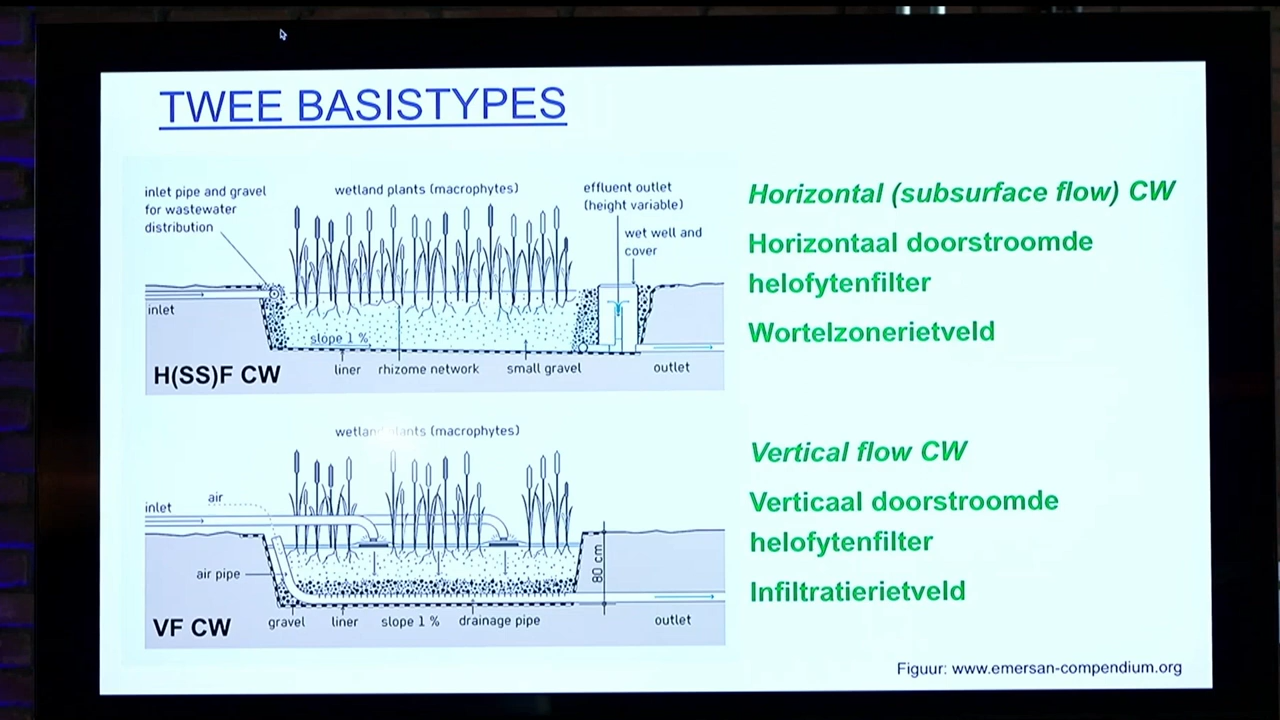 TWEE BASISTYPES
inlet pipe and gravel
for wastewater
distribution
wetland plants (macrophytes)
effluent outlet
(height variable)
wet well and
cover
inlet
slope 1 %
H(SS)F CW
liner
rhizome network
small gravel
outlet
Horizontal (subsurface flow) CW
Horizontaal doorstroomde
helofytenfilter
Wortelzonerietveld
wetland plants (macrophytes)
inlet
air
air pipe
80 cm
VF CW
gravel
liner
slope 1 %
drainage pipe
outlet
Vertical flow CW
Verticaal doorstroomde
helofytenfilter
Infiltratierietveld
Figuur: www.emersan-compendium.org